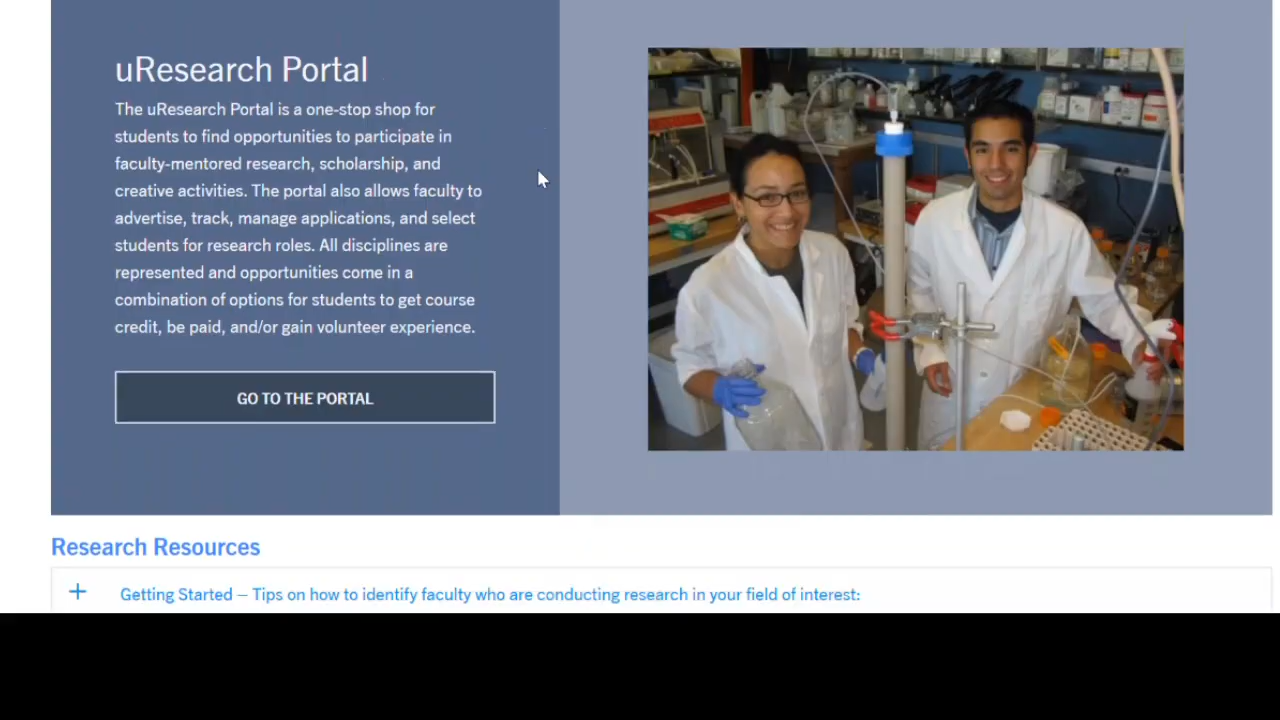 uResearch Portal
The uResearch Portal is a one-stop shop for
students to find opportunities to participate in
faculty-mentored research, scholarship, and
creative activities. The portal also allows faculty to
advertise, track, manage applications, and select
students for research roles. All disciplines are
represented and opportunities come in a
combination of options for students to get course
credit, be paid, and/or gain volunteer experience.
GO TO THE PORTAL
Research Resources
Getting Started – Tips on how to identify faculty who are conducting research in your field of interest: